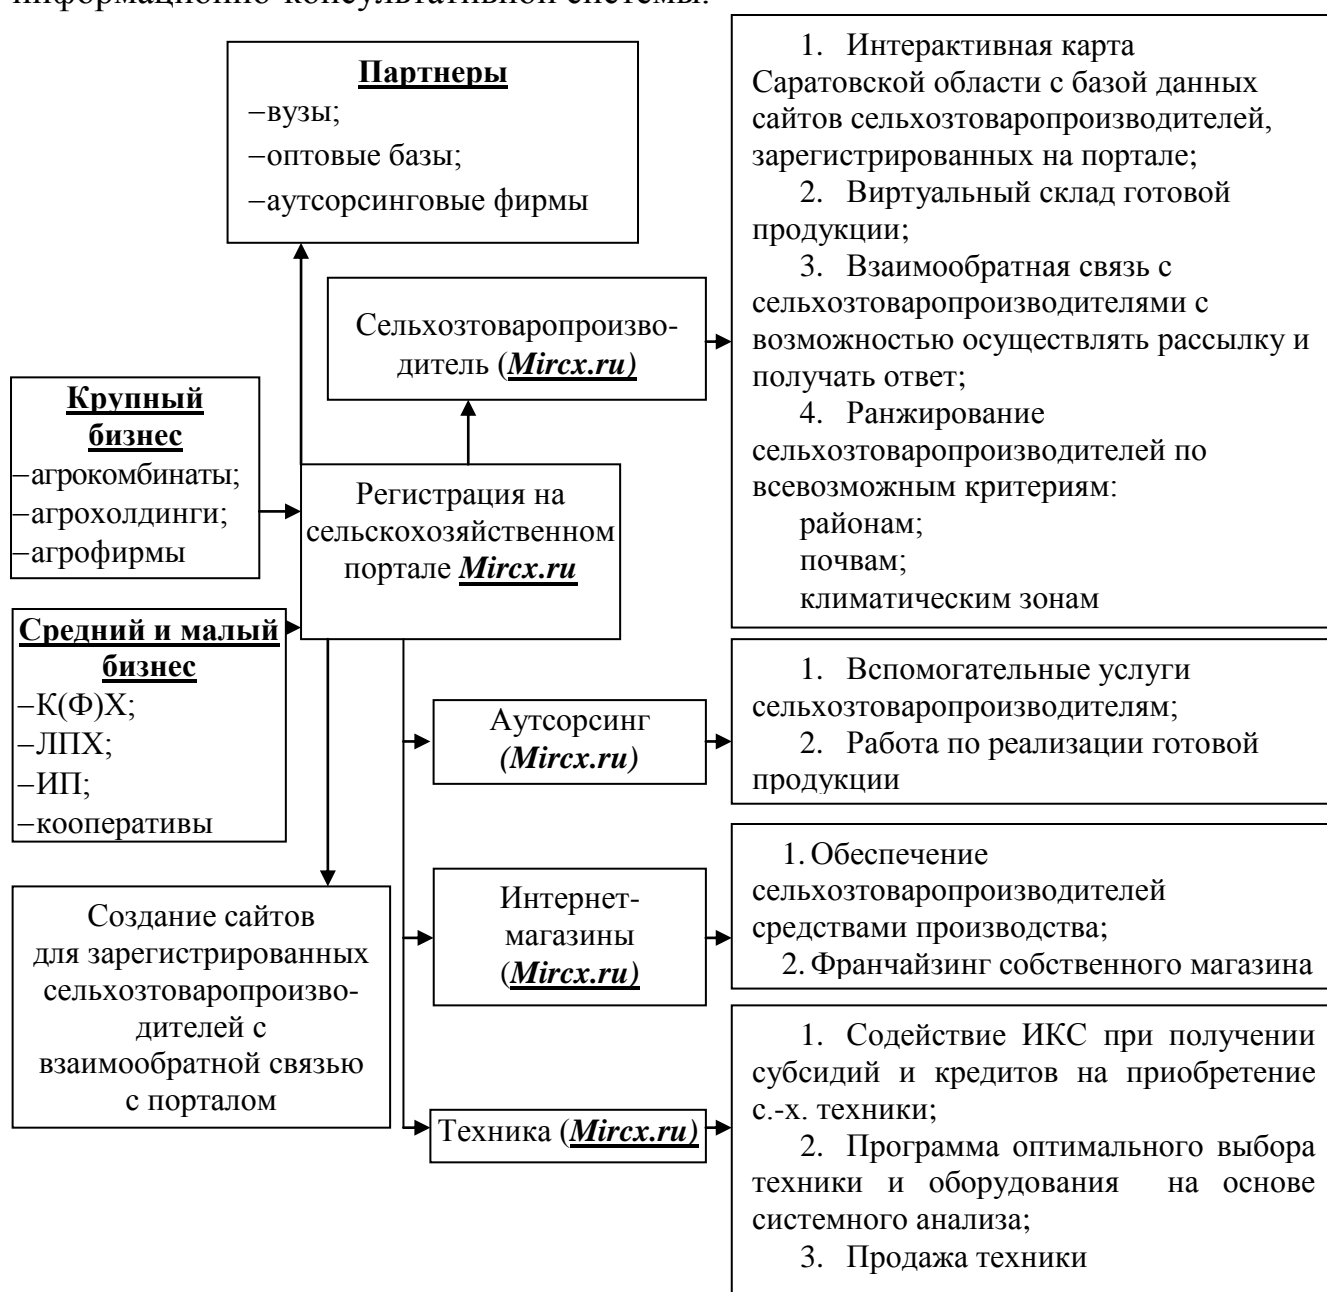 информационно-консультативной системы.
Партнеры
–вузы;
–оптовые базы;
–аутсорсинговые фирмы
1. Интерактивная карта
Саратовской области с базой данных
сайтов сельхозтоваропроизводителей,
зарегистрированных на портале;
2. Виртуальный склад готовой
продукции;
3. Взаимообратная связь с
сельхозтоваропроизводителями с
возможностью осуществлять рассылку и
получать ответ;
4. Ранжирование
сельхозтоваропроизводителей по
всевозможным критериям:
районам;
почвам;
климатическим зонам
Сельхозтоваропроизво-
дитель (Mircx.ru)
Крупный
бизнес
–агрокомбинаты;
–агрохолдинги;
–агрофирмы
Регистрация на
сельскохозяйственном
портале Mircx.ru
Средний и малый
бизнес
–К(Ф)Х;
–ЛПХ;
–ИП;
–кооперативы
Аутсорсинг
(Mircx.ru)
1. Вспомогательные услуги
сельхозтоваропроизводителям;
2. Работа по реализации готовой
продукции
Создание сайтов
для зарегистрированных
сельхозтоваропроизво-
дителей с
взаимообратной связью
с порталом
Интернет-
магазины
(Mircx.ru)
1. Обеспечение
сельхозтоваропроизводителей
средствами производства;
2. Франчайзинг собственного магазина
Техника (Mircx.ru)
1. Содействие ИКС при получении
субсидий и кредитов на приобретение
с.-х. техники;
2. Программа оптимального выбора
техники и оборудования на основе
системного анализа;
3. Продажа техники